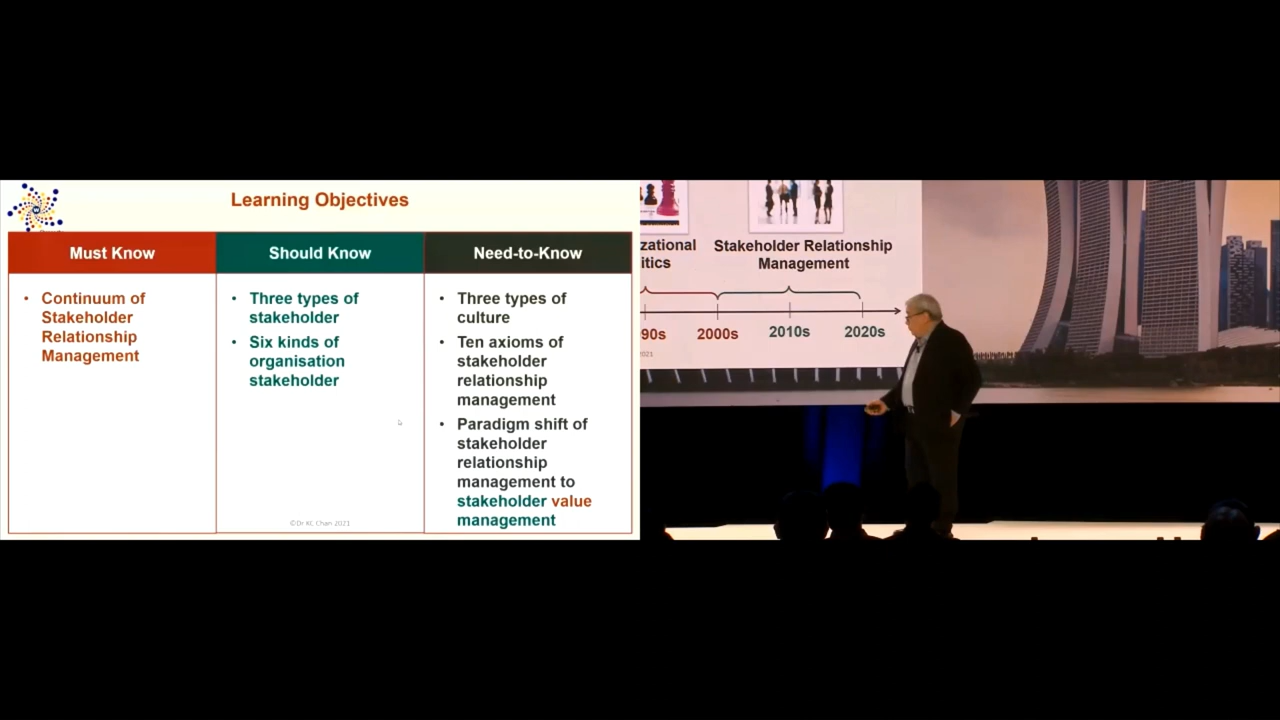 Learning Objectives
Must Know
Should Know
Need-to-Know
• Continuum of
Stakeholder
Relationship
Management
• Three types of
stakeholder
• Six kinds of
organisation
stakeholder
• Three types of
culture
• Ten axioms of
stakeholder
relationship
management
• Paradigm shift of
stakeholder
relationship
management to
stakeholder value
management
©Dr KC Chan 2021
zational
itics
Stakeholder Relationship
Management
90s
2000s
2010s
2020s
2021